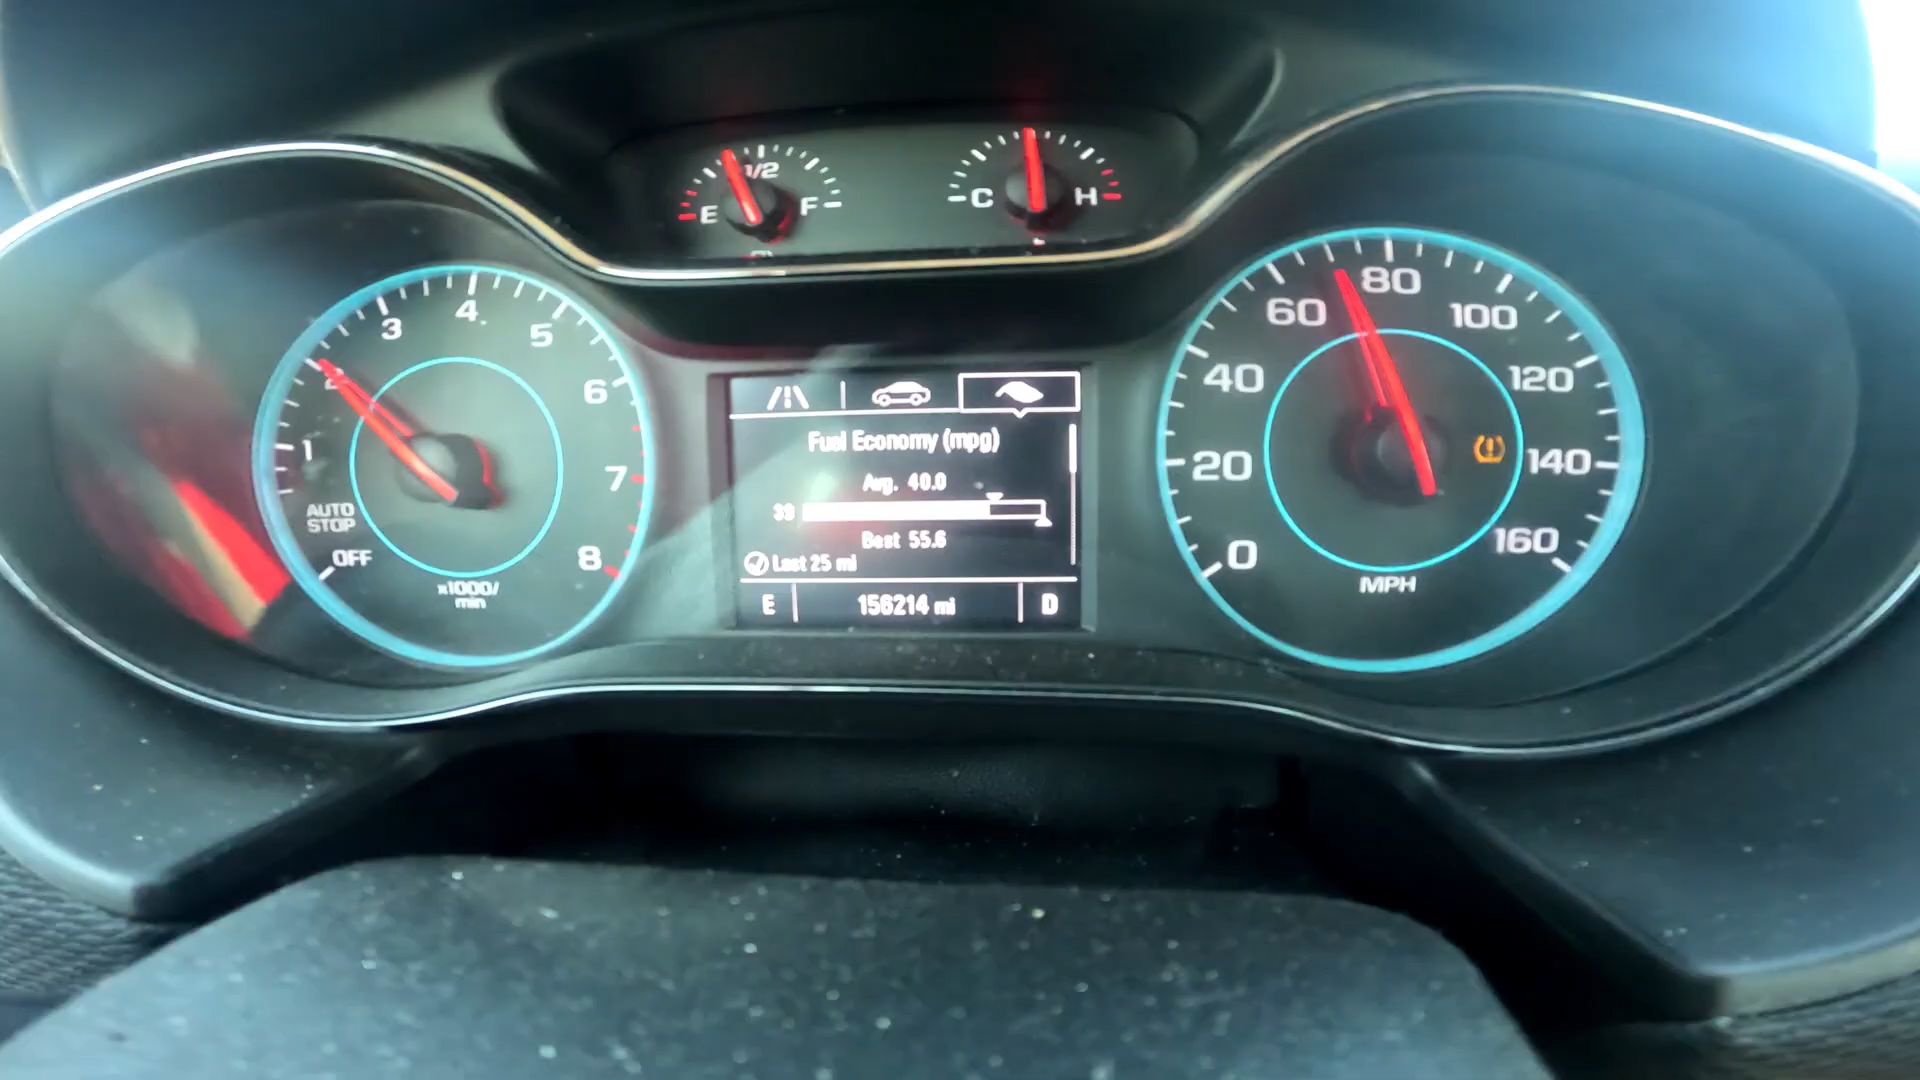 1/2
E F
C H
1
2
3
4
5
6
7
8
AUTO
STOP
OFF
x1000/
min
Fuel Economy (mpg)
Avg. 40.0
39
Best 55.6
Last 25 mi
E 156214 mi D
0
20
40
60
80
100
120
140
160
MPH